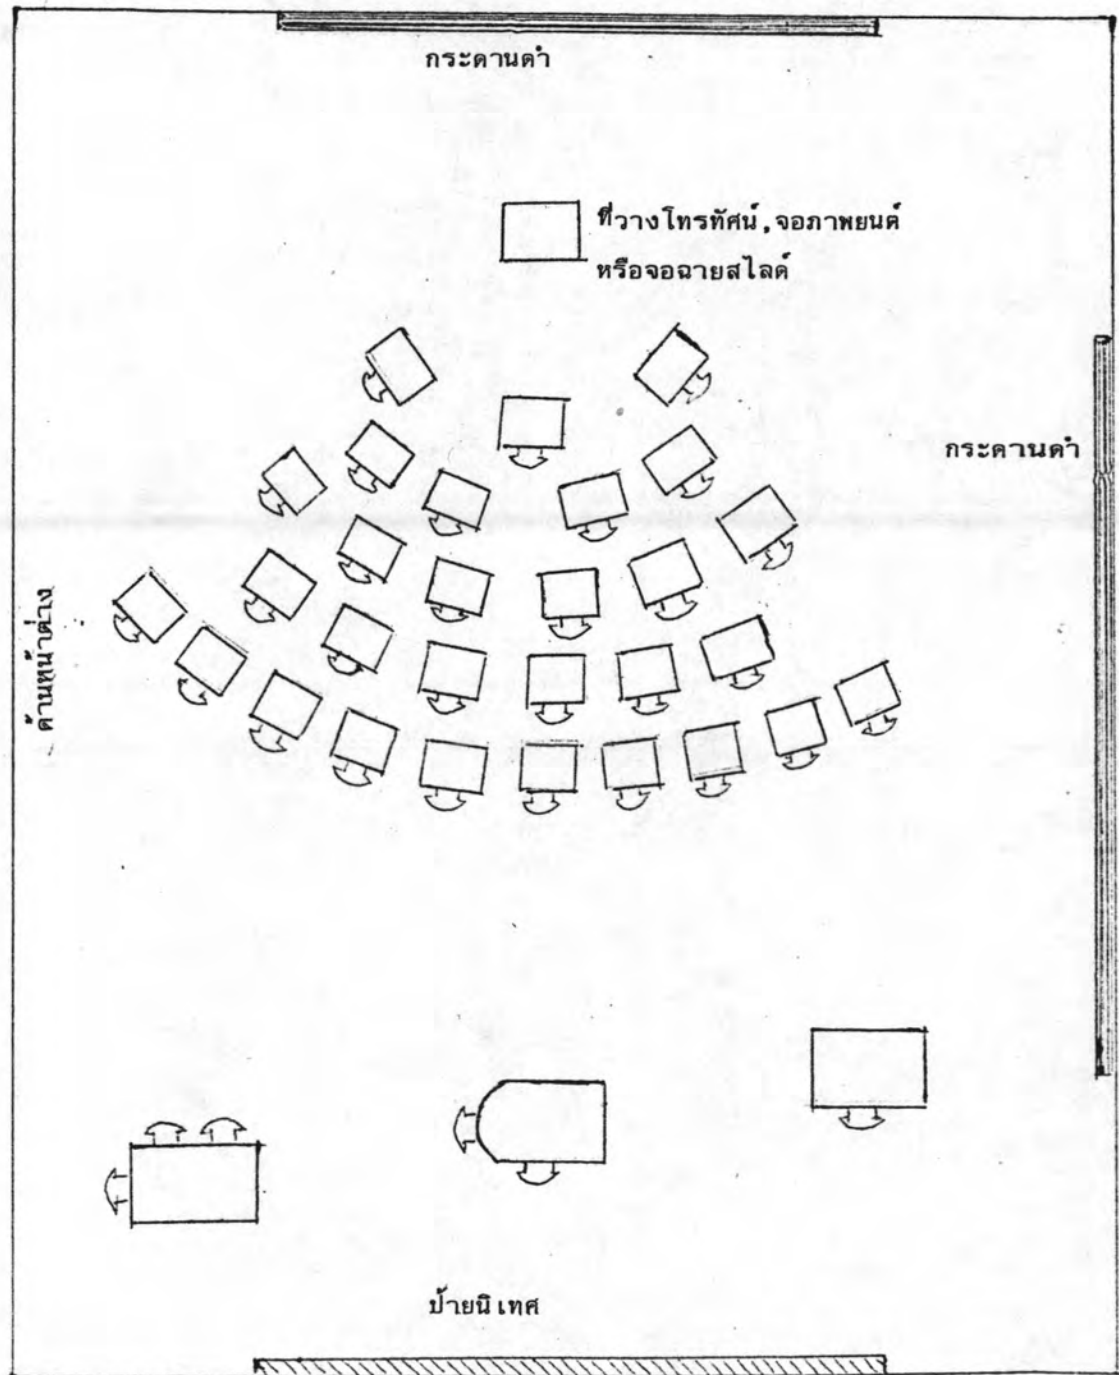 กระดานดำ
ที่วางโทรทัศน์,จอภาพยนต์
หรือจอฉายสไลด์
กระดานดำ
ด้านหน้าต่าง
ป้ายนิเทศ